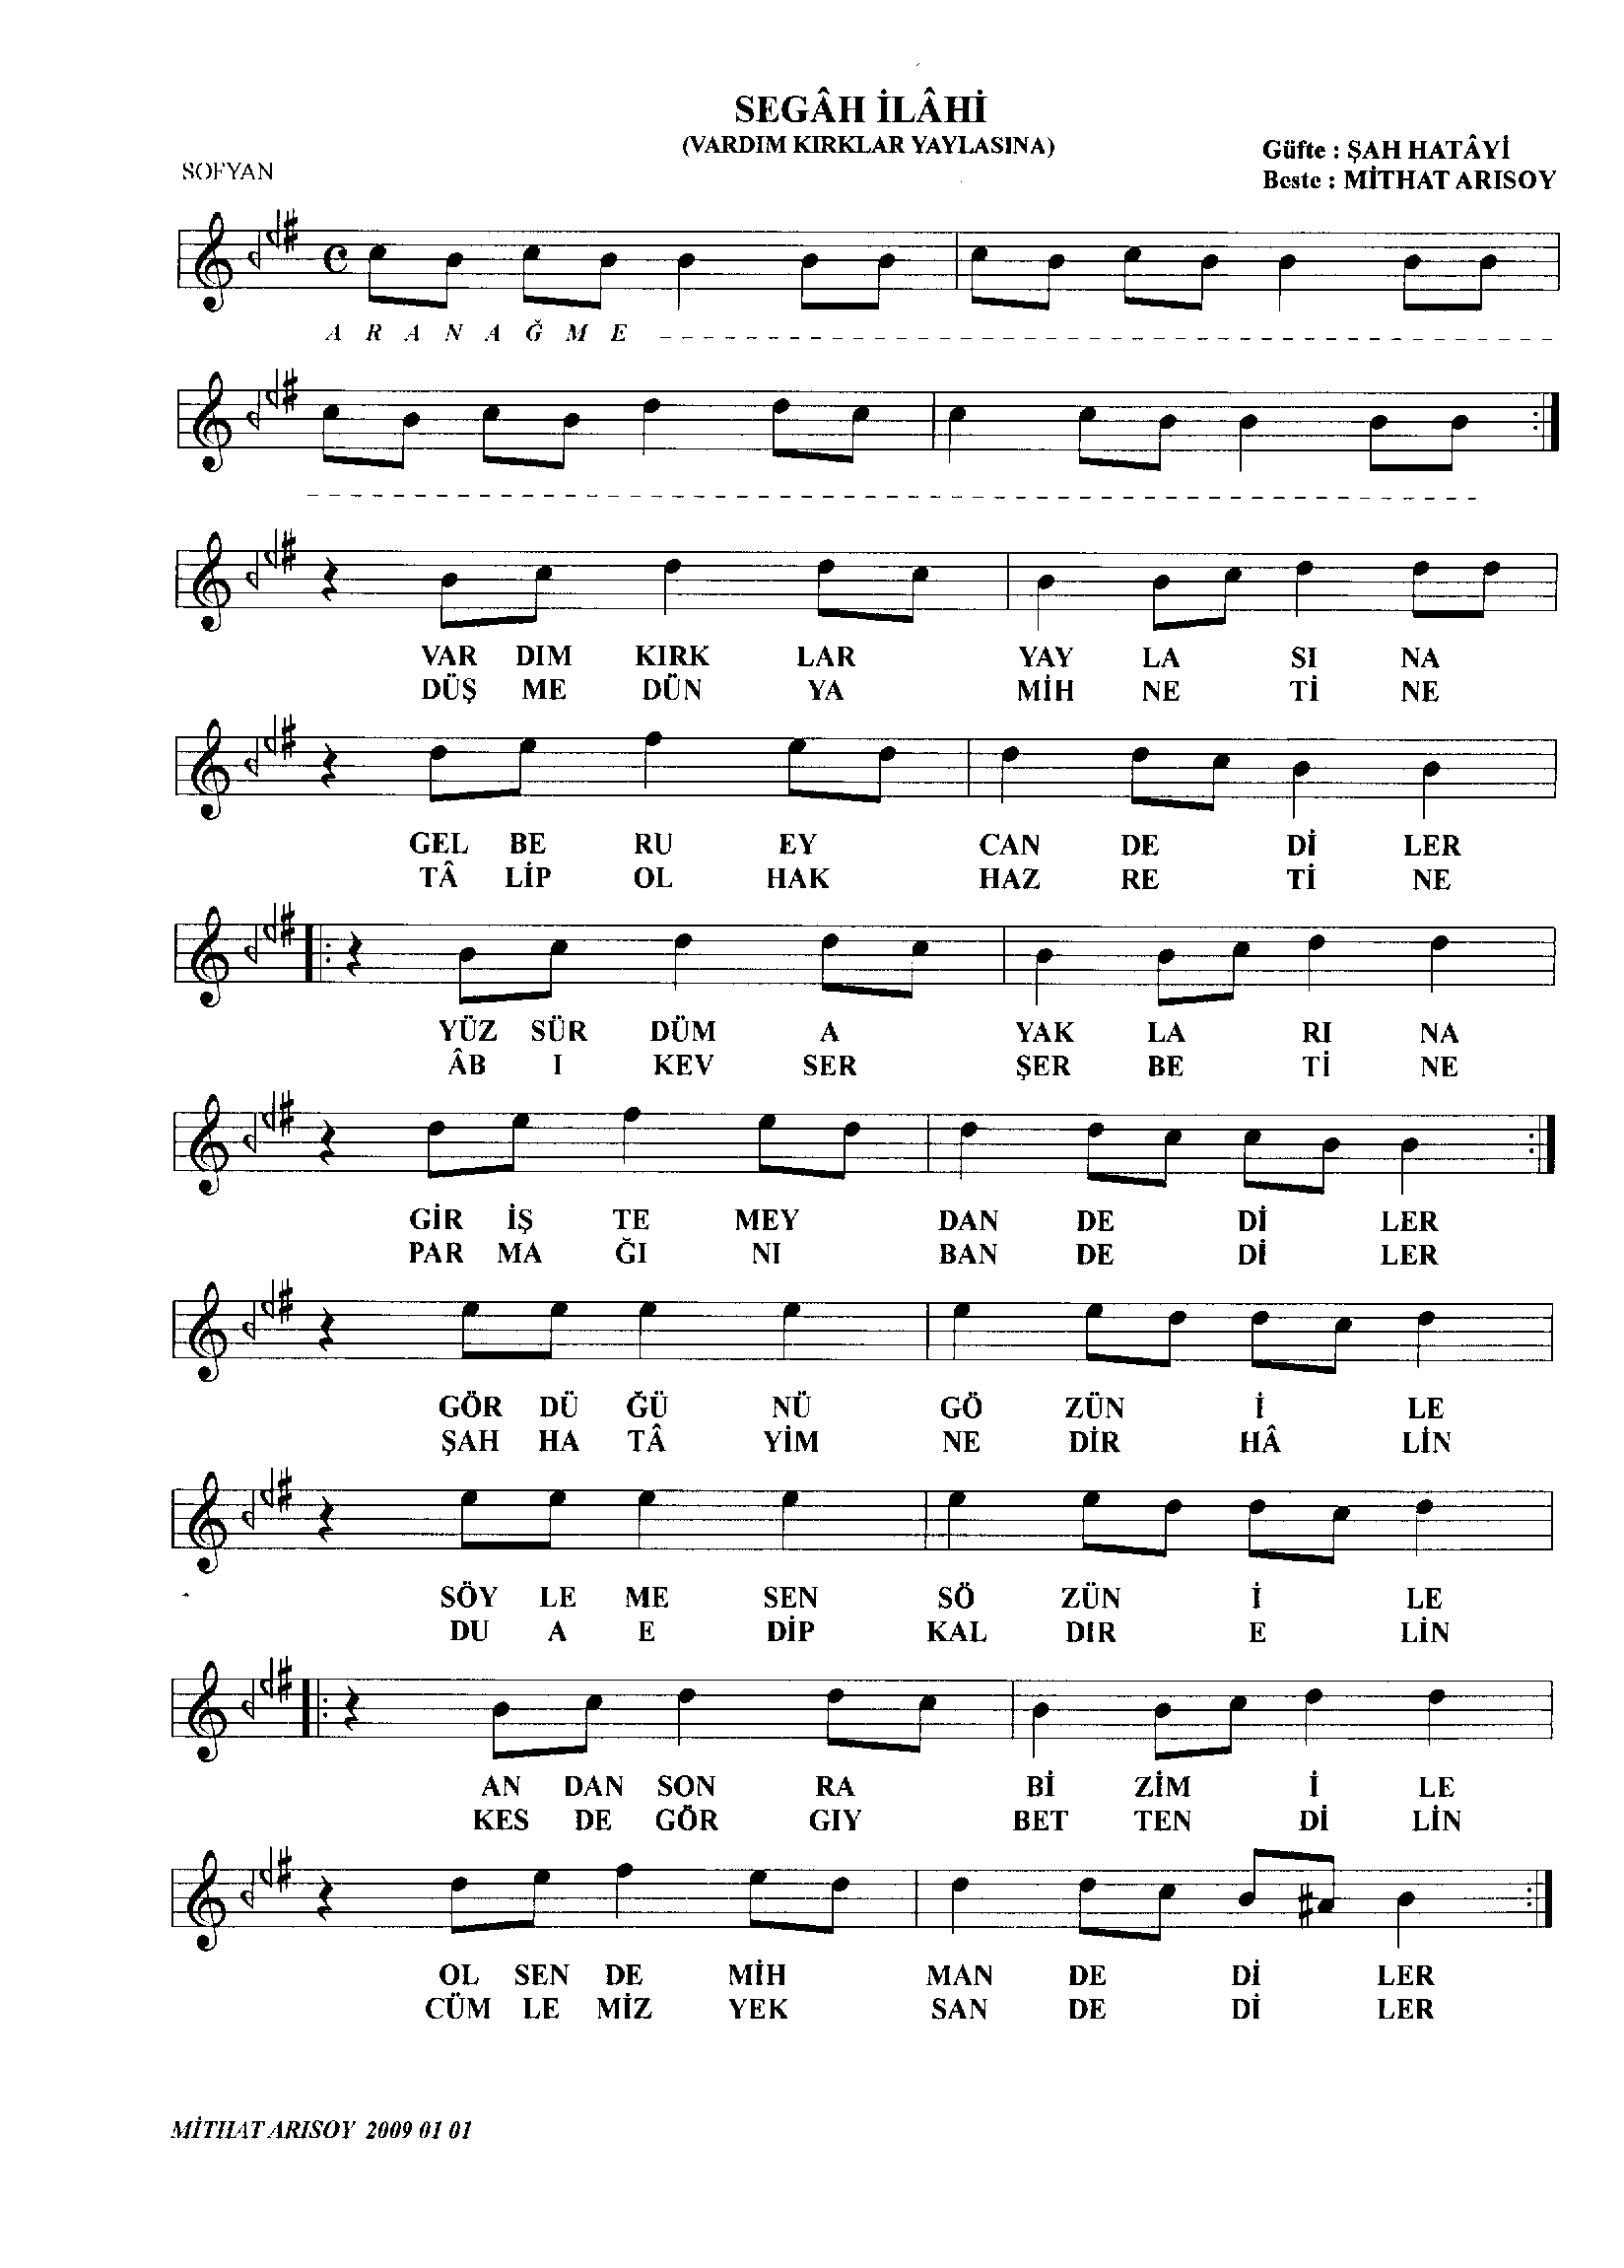 SEGÂH İLÂHİ
(VARDIM KIRKLAR YAYLASINA)
Güfte : ŞAH HATÂYİ
SOFYAN
Beste : MİTHAT ARISOY
A R A N A Ğ M E
VAR DIM KIRK LAR YAY LA SI NA
DÜŞ ME DÜN YA MİH NE Tİ NE
GEL BE RU EY CAN DE Dİ LER
TÂ LİP OL HAK HAZ RE Tİ NE
YÜZ SÜR DÜM A YAK LA RI NA
ÂB I KEV SER ŞER BE Tİ NE
GİR İŞ TE MEY DAN DE Dİ LER
PAR MA ĞI NI BAN DE Dİ LER
GÖR DÜ ĞÜ NÜ GÖ ZÜN İ LE
ŞAH HA TÂ YİM NE DİR HÂ LİN
SÖY LE ME SEN SÖ ZÜN İ LE
DU A E DİP KAL DIR E LİN
AN DAN SON RA Bİ ZİM İ LE
KES DE GÖR GIY BET TEN Dİ LİN
OL SEN DE MİH MAN DE Dİ LER
CÜM LE MİZ YEK SAN DE Dİ LER
MİTHAT ARISOY 2009 01 01